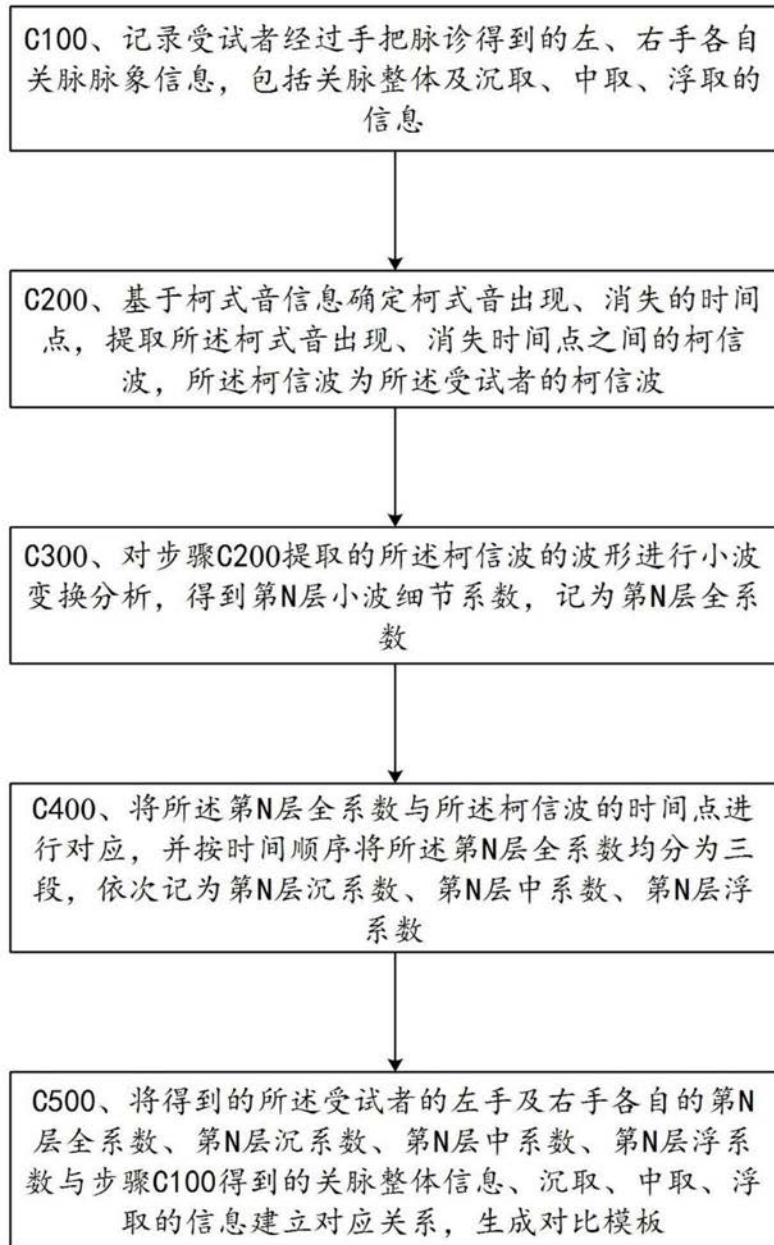 C100、记录受试者经过手把脉诊得到的左、右手各自
关脉脉象信息，包括关脉整体及沉取、中取、浮取的
信息
C200、基于柯式音信息确定柯式音出现、消失的时间
点，提取所述柯式音出现、消失时间点之间的柯信
波，所述柯信波为所述受试者的柯信波
C300、对步骤C200提取的所述柯信波的波形进行小波
变换分析，得到第N层小波细节系数，记为第N层全系
数
C400、将所述第N层全系数与所述柯信波的时间点进
行对应，并按时间顺序将所述第N层全系数均分为三
段，依次记为第N层沉系数、第N层中系数、第N层浮
系数
C500、将得到的所述受试者的左手及右手各自的第N
层全系数、第N层沉系数、第N层中系数、第N层浮系
数与步骤C100得到的关脉整体信息、沉取、中取、浮
取的信息建立对应关系，生成对比模板